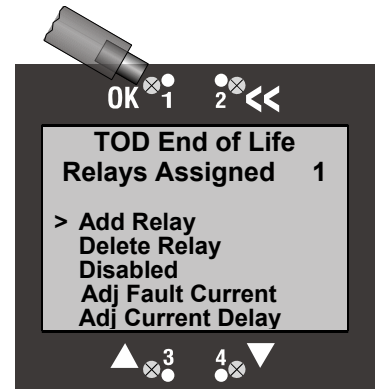 OK 1 2 <<
TOD End of Life
Relays Assigned 1
> Add Relay
Delete Relay
Disabled
Adj Fault Current
Adj Current Delay
3 4